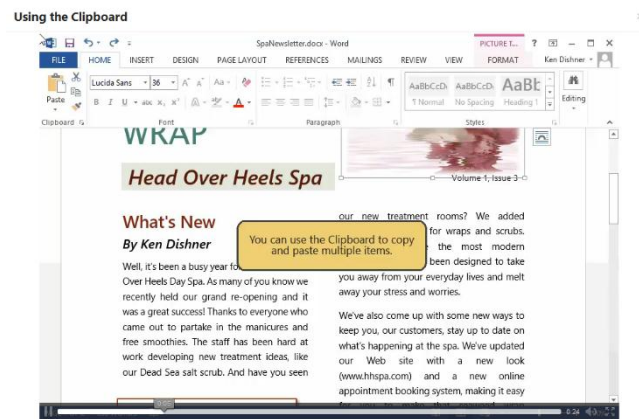 Using the Clipboard
SpaNewsletter.docx - Word
PICTURE T...
?
FILE HOME INSERT DESIGN PAGE LAYOUT REFERENCES MAILINGS REVIEW VIEW FORMAT Ken Dishner
Lucida Sans 36 A A Aa
AaBbCcDi AaBbCcDi AaBb
Paste B I U abc x, x' A A ¶ 1 Normal No Spacing Heading 1 Editing
Clipboard Font Paragraph Styles
WRAP
Head Over Heels Spa
Volume 1, Issue 3
What's New
By Ken Dishner
Well, it's been a busy year fo
Over Heels Day Spa. As many of you know we
recently held our grand re-opening and it
was a great success! Thanks to everyone who
came out to partake in the manicures and
free smoothies. The staff has been hard at
work developing new treatment ideas, like
our Dead Sea salt scrub. And have you seen
You can use the Clipboard to copy
and paste multiple items.
our new treatment rooms? We added
for wraps and scrubs.
the most modern
been designed to take
you away from your everyday lives and melt
away your stress and worries.
We've also come up with some new ways to
keep you, our customers, stay up to date on
what's happening at the spa. We've updated
our Web site with a new look
(www.hhspa.com) and a new online
appointment booking system, making it easy
8:24